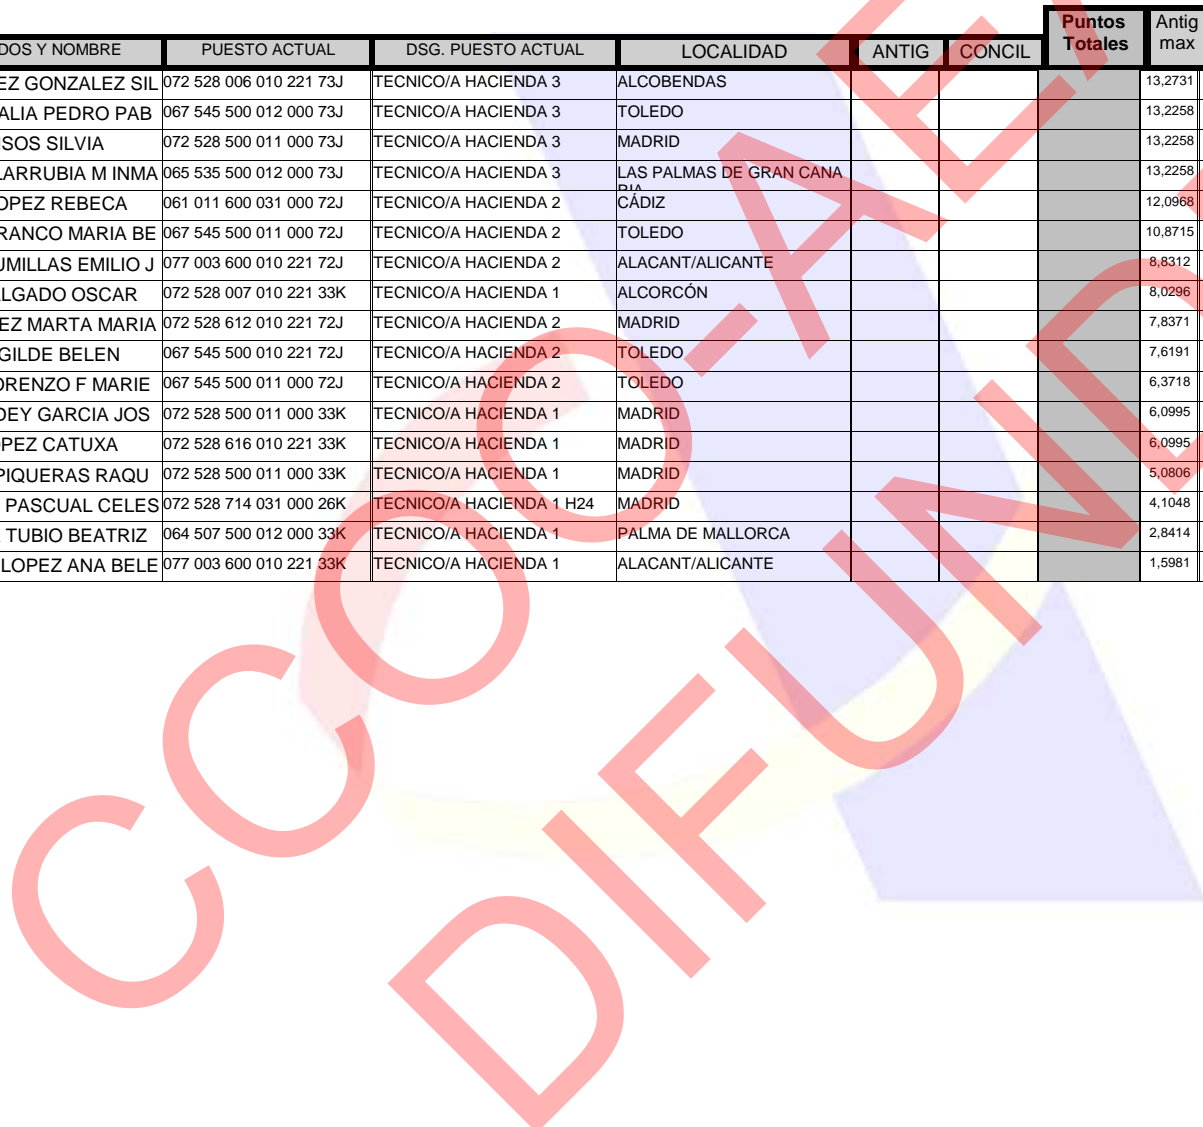 DOS Y NOMBRE PUESTO ACTUAL DSG. PUESTO ACTUAL LOCALIDAD ANTIG CONCIL Puntos Totales Antig max
EZ GONZALEZ SIL 072 528 006 010 221 73J TECNICO/A HACIENDA 3 ALCOBENDAS 13,2731
ALIA PEDRO PAB 067 545 500 012 000 73J TECNICO/A HACIENDA 3 TOLEDO 13,2258
SOS SILVIA 072 528 500 011 000 73J TECNICO/A HACIENDA 3 MADRID 13,2258
LARRUBIA M INMA 065 535 500 012 000 73J TECNICO/A HACIENDA 3 LAS PALMAS DE GRAN CANA RIA 13,2258
OPEZ REBECA 061 011 600 031 000 72J TECNICO/A HACIENDA 2 CÁDIZ 12,0968
RANCO MARIA BE 067 545 500 011 000 72J TECNICO/A HACIENDA 2 TOLEDO 10,8715
UMILLAS EMILIO J 077 003 600 010 221 72J TECNICO/A HACIENDA 2 ALACANT/ALICANTE 8,8312
LGADO OSCAR 072 528 007 010 221 33K TECNICO/A HACIENDA 1 ALCORCÓN 8,0296
EZ MARTA MARIA 072 528 612 010 221 72J TECNICO/A HACIENDA 2 MADRID 7,8371
GILDE BELEN 067 545 500 010 221 72J TECNICO/A HACIENDA 2 TOLEDO 7,6191
ORENZO F MARIE 067 545 500 011 000 72J TECNICO/A HACIENDA 2 TOLEDO 6,3718
DEY GARCIA JOS 072 528 500 011 000 33K TECNICO/A HACIENDA 1 MADRID 6,0995
PEZ CATUXA 072 528 616 010 221 33K TECNICO/A HACIENDA 1 MADRID 6,0995
PIQUERAS RAQU 072 528 500 011 000 33K TECNICO/A HACIENDA 1 MADRID 5,0806
PASCUAL CELES 072 528 714 031 000 26K TECNICO/A HACIENDA 1 H24 MADRID 4,1048
TUBIO BEATRIZ 064 507 500 012 000 33K TECNICO/A HACIENDA 1 PALMA DE MALLORCA 2,8414
LOPEZ ANA BELE 077 003 600 010 221 33K TECNICO/A HACIENDA 1 ALACANT/ALICANTE 1,5981
CCOO-AEA
DIFUND